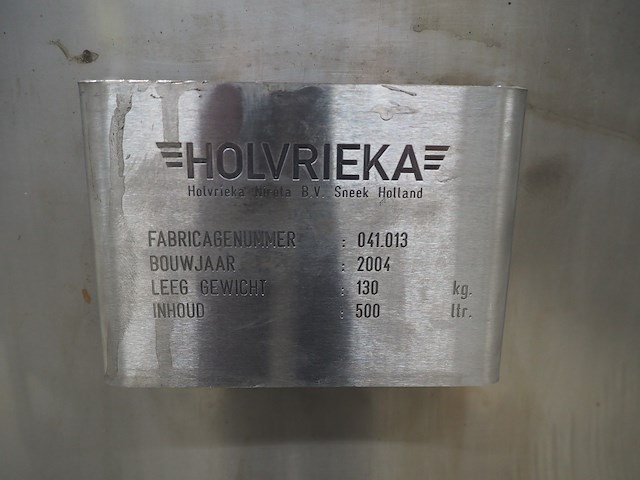 HOLVRIEKA
Holvrieka Nirota B.V. Sneek Holland
FABRICAGENUMMER : 041.013
BOUWJAAR : 2004
LEEG GEWICHT : 130 kg.
INHOUD : 500 ltr.